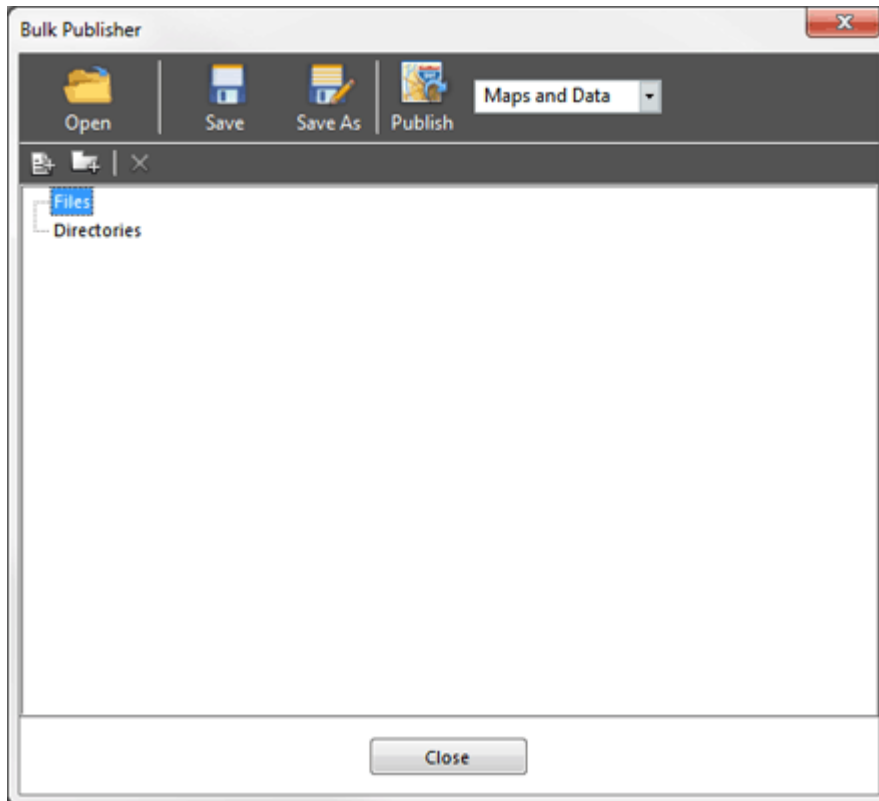 Bulk Publisher
Open Save Save As Publish Maps and Data
Files
Directories
Close